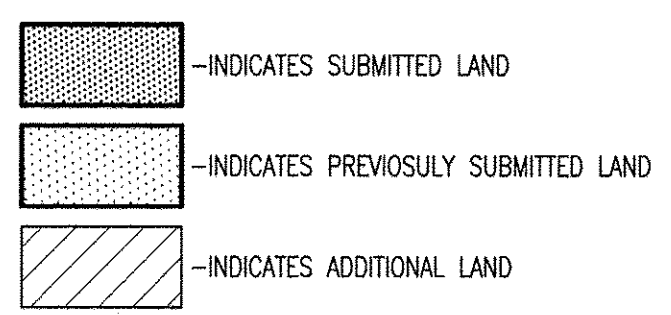 -INDICATES SUBMITTED LAND
-INDICATES PREVIOSULY SUBMITTED LAND
-INDICATES ADDITIONAL LAND